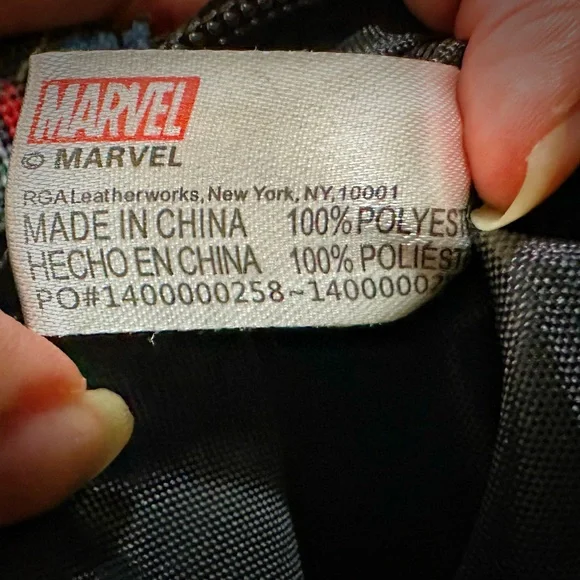 MARVEL
© MARVEL
RGA Leatherworks, New York, NY, 10001
MADE IN CHINA 100% POLYEST
HECHO EN CHINA 100% POLIÉST
PO#1400000258~14000002